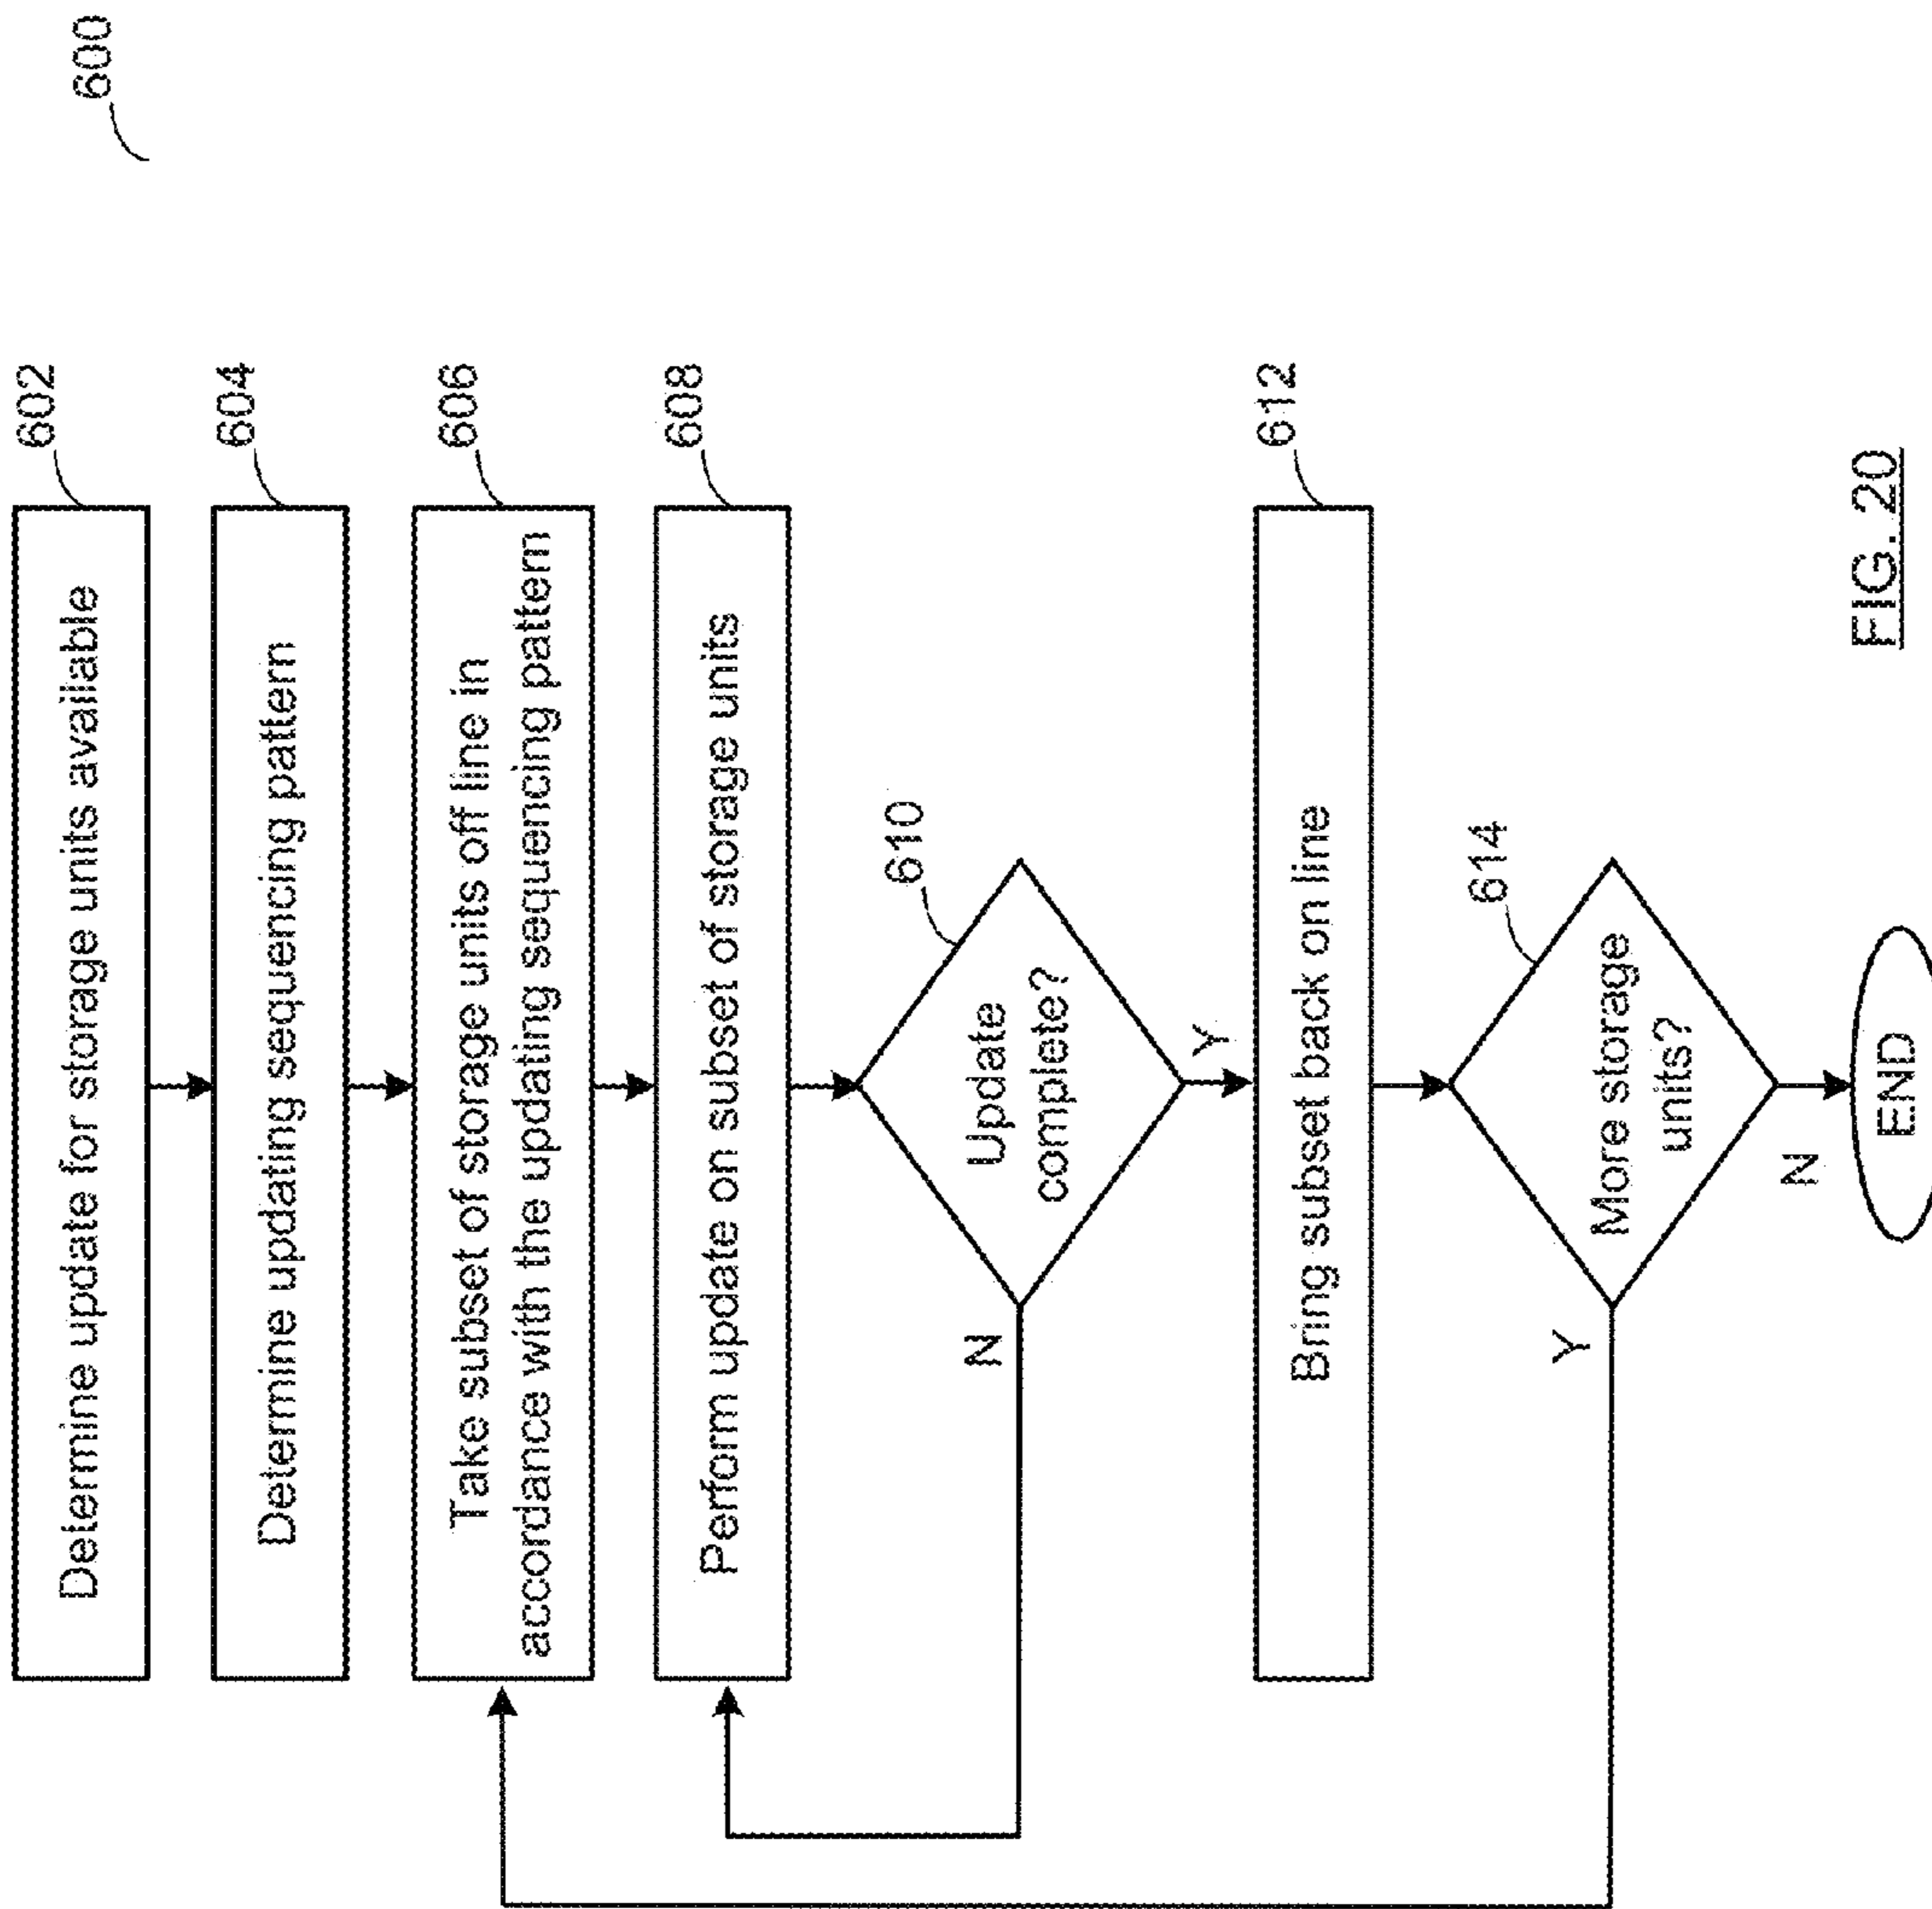 600
602
Determine update for storage units available
604
Determine updating sequencing pattern
606
Take subset of storage units off line in
accordance with the updating sequencing pattern
608
Perform update on subset of storage units
610
Update
complete?
N
Y
612
Bring subset back on line
614
More storage
units?
Y
N
END
FIG. 20